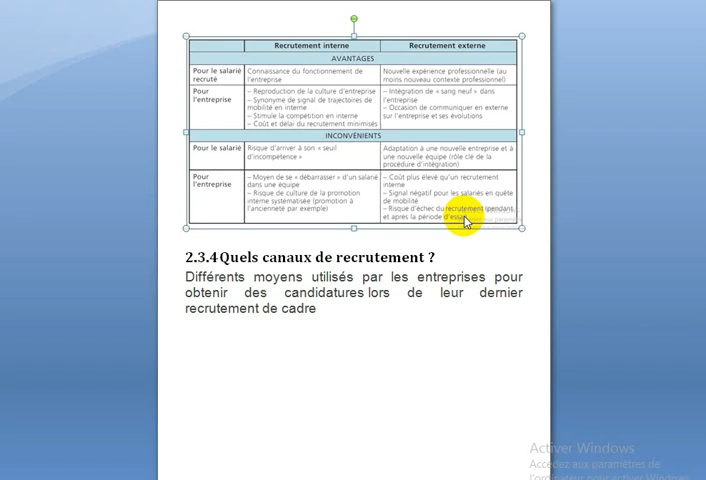 Recrutement interne Recrutement externe
AVANTAGES
Pour le salarié recruté
Connaissance du fonctionnement de
l'entreprise
Nouvelle expérience professionnelle (au
moins nouveau contexte professionnel)
Pour
l'entreprise
– Reproduction de la culture d'entreprise
– Synonyme de signal de trajectoires de
mobilité en interne
– Stimule la compétition en interne
– Coût et délai du recrutement minimisés
– Intégration de « sang neuf » dans
l'entreprise
– Occasion de communiquer en externe
sur l'entreprise et ses évolutions
INCONVÉNIENTS
Pour le salarié
Risque d'arriver à son « seuil
d'incompétence »
Adaptation à une nouvelle entreprise et à
une nouvelle équipe (rôle clé de la
procédure d'intégration)
Pour
l'entreprise
– Moyen de se « débarrasser » d'un salarié
dans une équipe
– Risque de culture de la promotion
interne systématisée (promotion à
l'ancienneté par exemple)
– Coût plus élevé qu'un recrutement
interne
– Signal négatif pour les salariés en quête
de mobilité
– Risque d'échec du recrutement (pendant
et après la période d'essai
2.3.4 Quels canaux de recrutement ?
Différents moyens utilisés par les entreprises pour
obtenir des candidatures lors de leur dernier
recrutement de cadre
Activer Windows
Accédez aux paramètres de
l'ordinateur pour activer Windows